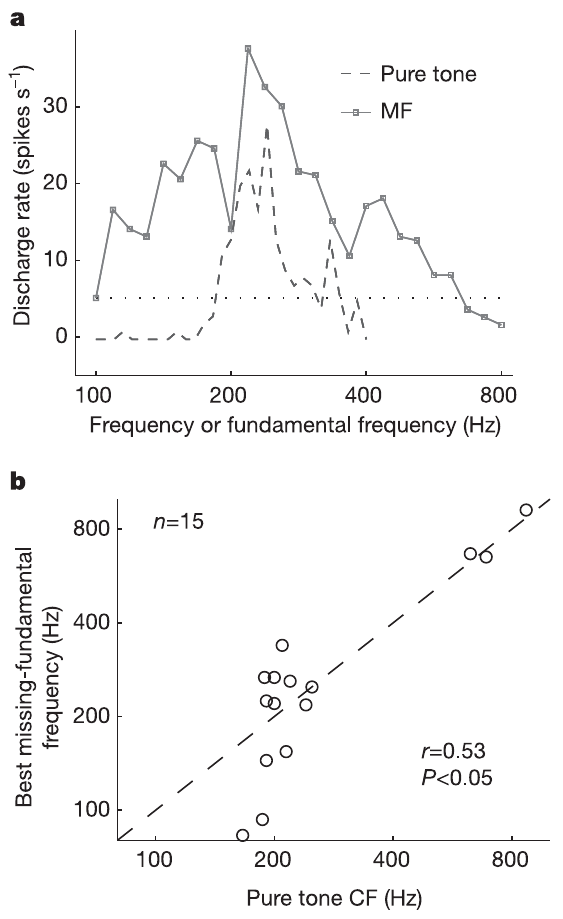 a
Discharge rate (spikes s⁻¹)
30
20
10
0
Pure tone
MF
100
200
400
800
Frequency or fundamental frequency (Hz)
b
Best missing-fundamental
frequency (Hz)
800
400
200
100
n=15
r=0.53
P<0.05
100
200
400
800
Pure tone CF (Hz)